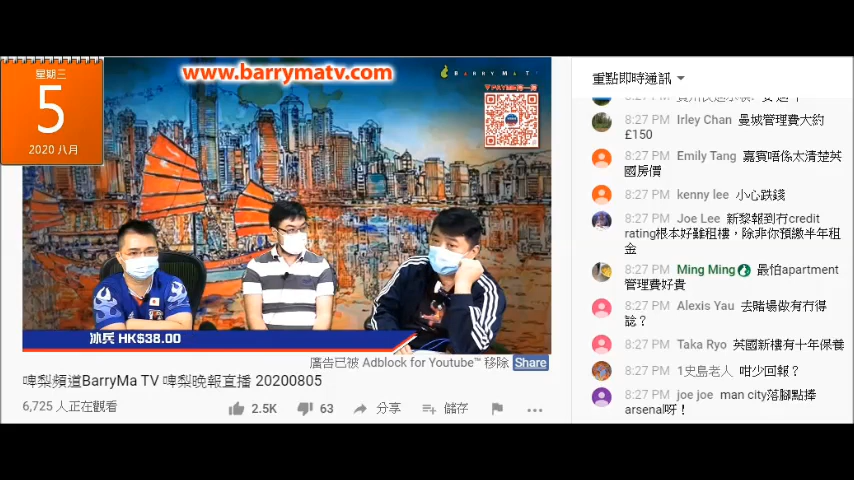 星期三
5
2020 八月
www.barrymatv.com
BARRYMATV
冰民 HK$38.00
廣告已被 Adblock for Youtube™ 移除 Share
啤梨頻道BarryMa TV 啤梨晚報直播 20200805
6,725 人正在觀看
2.5K 63 分享 儲存
重點即時通訊
8:27 PM Irley Chan 曼城管理費大約
£150
8:27 PM Emily Tang 嘉賓唔係太清楚英
國房價
8:27 PM kenny lee 小心跌錢
8:27 PM Joe Lee 新黎報到冇credit
rating根本好難租樓，除非你預繳半年租
金
8:27 PM Ming Ming 最怕apartment
管理費好貴
8:27 PM Alexis Yau 去賭場做有冇得
諗？
8:27 PM Taka Ryo 英國新樓有十年保養
8:27 PM 1史島老人 咁少回報？
8:27 PM joe joe man city落腳點捧
arsenal呀！